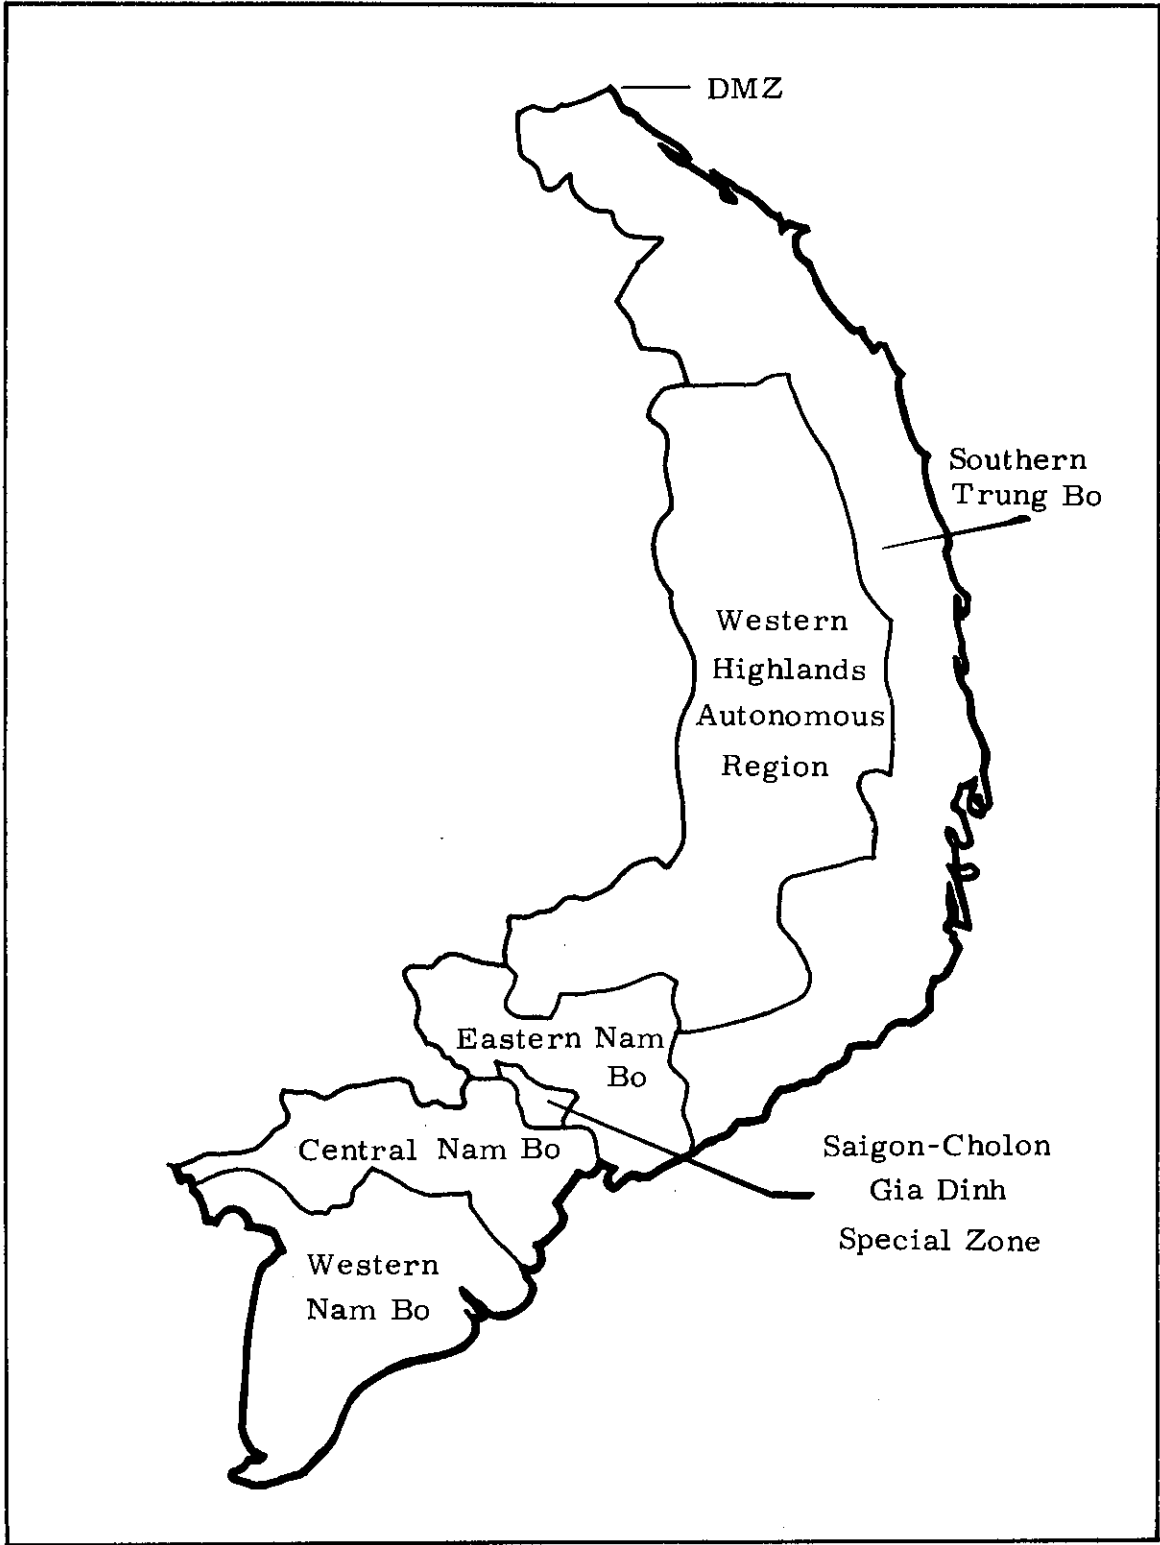 DMZ
Southern
Trung Bo
Western
Highlands
Autonomous
Region
Eastern Nam
Bo
Central Nam Bo
Saigon-Cholon
Gia Dinh
Special Zone
Western
Nam Bo